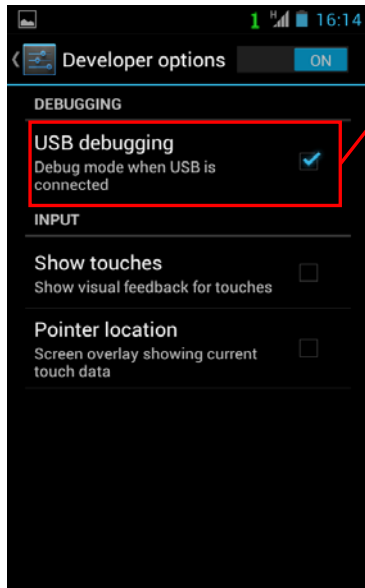 1 H 16:14
Developer options ON
DEBUGGING
USB debugging
Debug mode when USB is
connected
INPUT
Show touches
Show visual feedback for touches
Pointer location
Screen overlay showing current
touch data